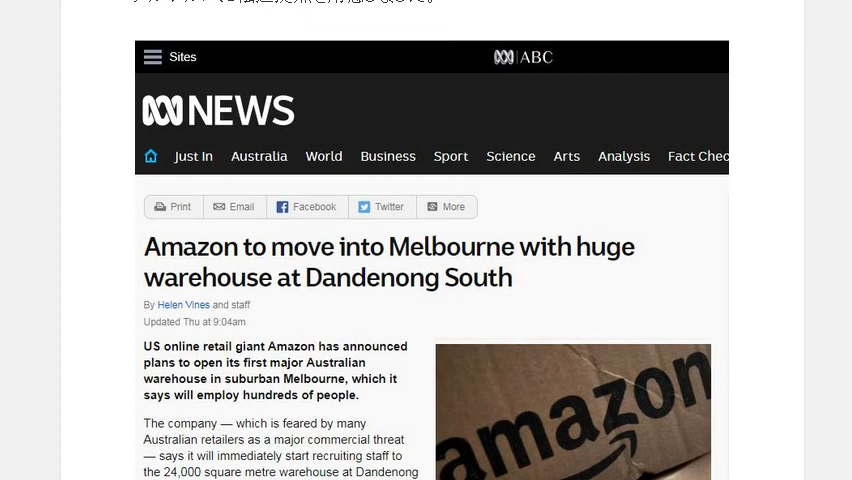 Sites
ABC
NEWS
Just In Australia World Business Sport Science Arts Analysis Fact Chec
Print Email Facebook Twitter More
Amazon to move into Melbourne with huge
warehouse at Dandenong South
By Helen Vines and staff
Updated Thu at 9:04am
US online retail giant Amazon has announced
plans to open its first major Australian
warehouse in suburban Melbourne, which it
says will employ hundreds of people.
The company — which is feared by many
Australian retailers as a major commercial threat
— says it will immediately start recruiting staff to
the 24,000 square metre warehouse at Dandenong
amazon